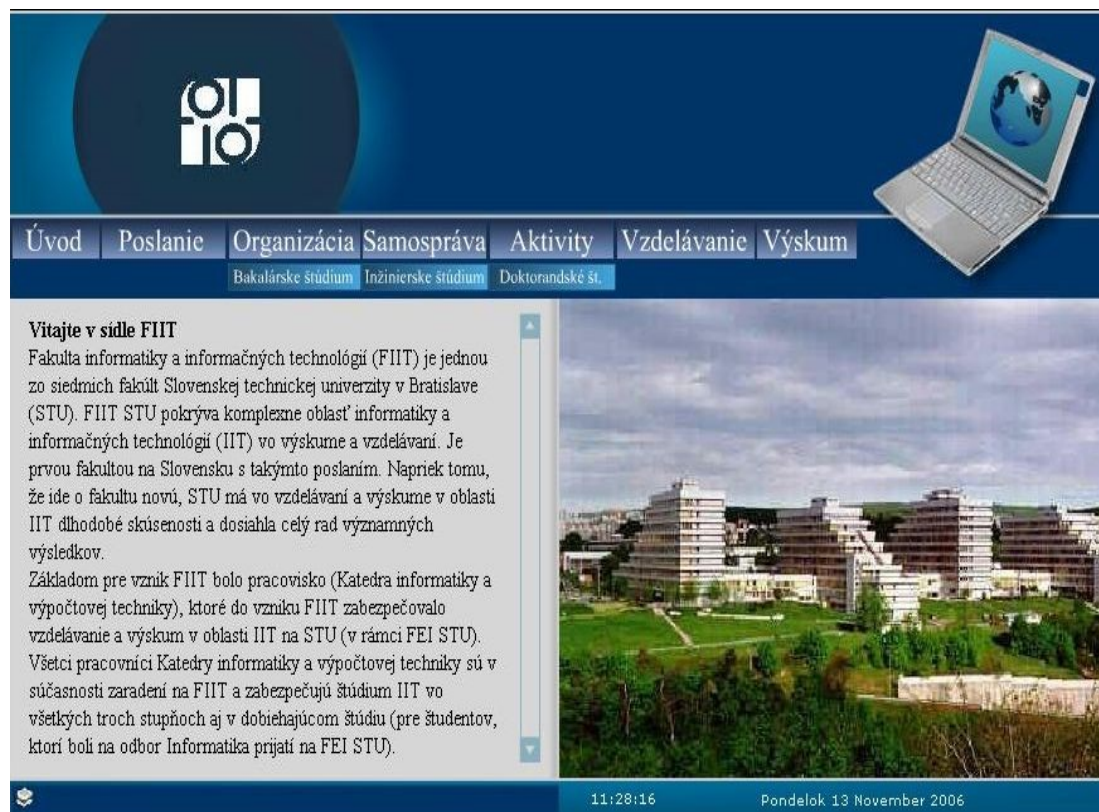 Úvod Poslanie Organizácia Samospráva Aktivity Vzdelávanie Výskum
Bakalárske štúdium Inžinierske štúdium Doktorandské št.
Vitajte v sídle FIIT
Fakulta informatiky a informačných technológií (FIIT) je jednou
zo siedmich fakúlt Slovenskej technickej univerzity v Bratislave
(STU). FIIT STU pokrýva komplexne oblasť informatiky a
informačných technológií (IIT) vo výskume a vzdelávaní. Je
prvou fakultou na Slovensku s takýmto poslaním. Napriek tomu,
že ide o fakultu novú, STU má vo vzdelávaní a výskume v oblasti
IIT dlhodobé skúsenosti a dosiahla celý rad významných
výsledkov.
Základom pre vznik FIIT bolo pracovisko (Katedra informatiky a
výpočtovej techniky), ktoré do vzniku FIIT zabezpečovalo
vzdelávanie a výskum v oblasti IIT na STU (v rámci FEI STU).
Všetci pracovníci Katedry informatiky a výpočtovej techniky sú v
súčasnosti zaradení na FIIT a zabezpečujú štúdium IIT vo
všetkých troch stupňoch aj v dobiehajúcom štúdiu (pre študentov,
ktorí boli na odbor Informatika prijatí na FEI STU).
11:28:16 Pondelok 13 November 2006